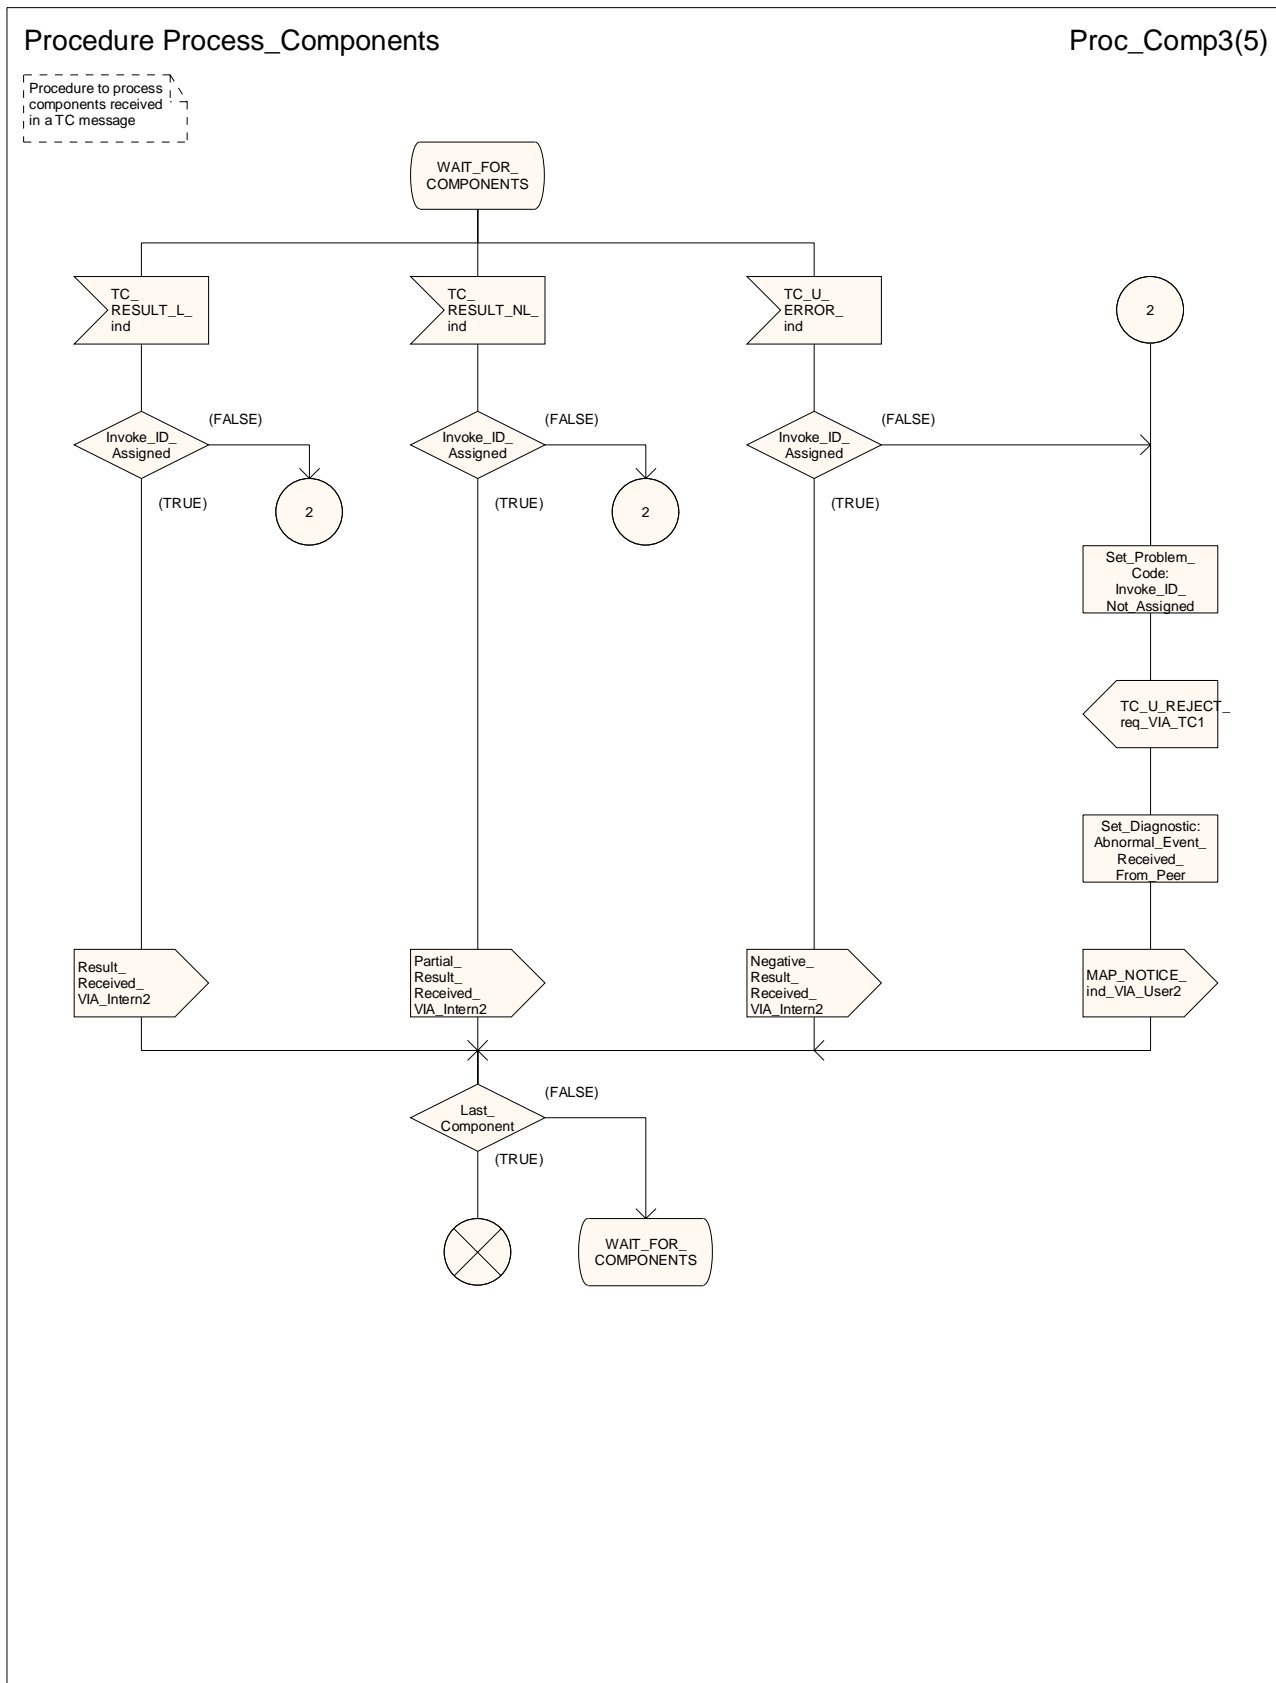 Procedure Process_Components
Proc_Comp3(5)
Procedure to process
components received
in a TC message
WAIT_FOR_
COMPONENTS
TC_
RESULT_L_
ind
TC_
RESULT_NL_
ind
TC_U_
ERROR_
ind
2
Invoke_ID_
Assigned
(FALSE)
(TRUE)
2
Invoke_ID_
Assigned
(FALSE)
(TRUE)
2
Invoke_ID_
Assigned
(FALSE)
(TRUE)
Set_Problem_
Code:
Invoke_ID_
Not_Assigned
TC_U_REJECT_
req_VIA_TC1
Set_Diagnostic:
Abnormal_Event_
Received_
From_Peer
Result_
Received_
VIA_Intern2
Partial_
Result_
Received_
VIA_Intern2
Negative_
Result_
Received_
VIA_Intern2
MAP_NOTICE_
ind_VIA_User2
Last_
Component
(FALSE)
(TRUE)
WAIT_FOR_
COMPONENTS